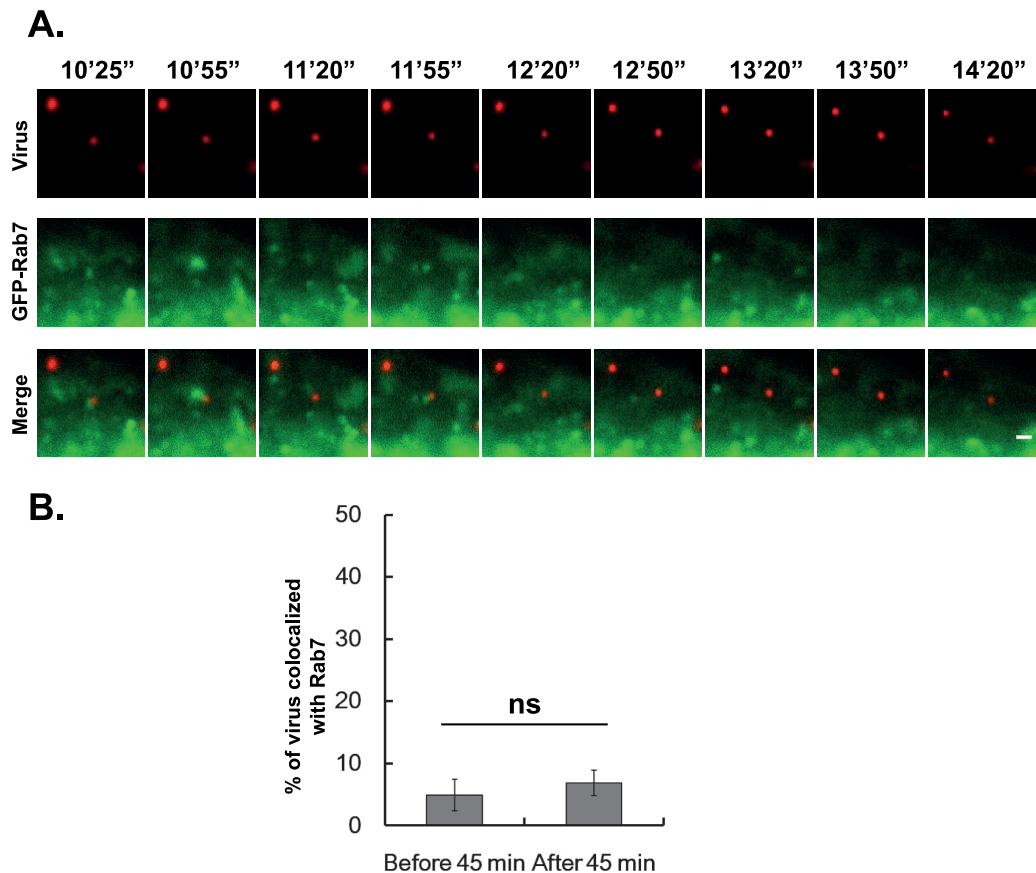 A.
10’25” 10’55” 11’20” 11’55” 12’20” 12’50” 13’20” 13’50” 14’20”
Virus
GFP-Rab7
Merge
B.
% of virus colocalized
with Rab7
50
40
30
20
10
0
ns
Before 45 min After 45 min